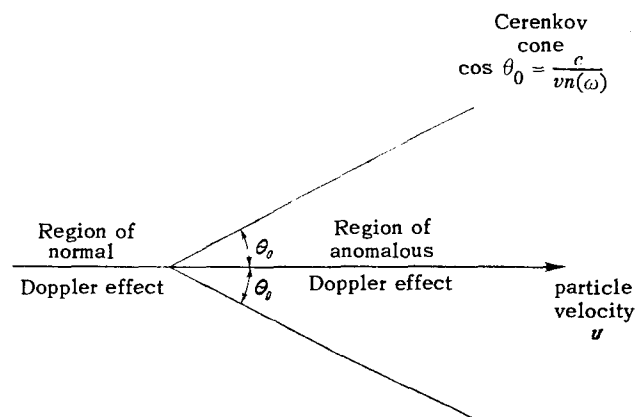 Cerenkov
cone
cos θ₀ = c / vn(ω)
Region of
normal
Doppler effect
θ₀
θ₀
Region of
anomalous
Doppler effect
particle
velocity
u